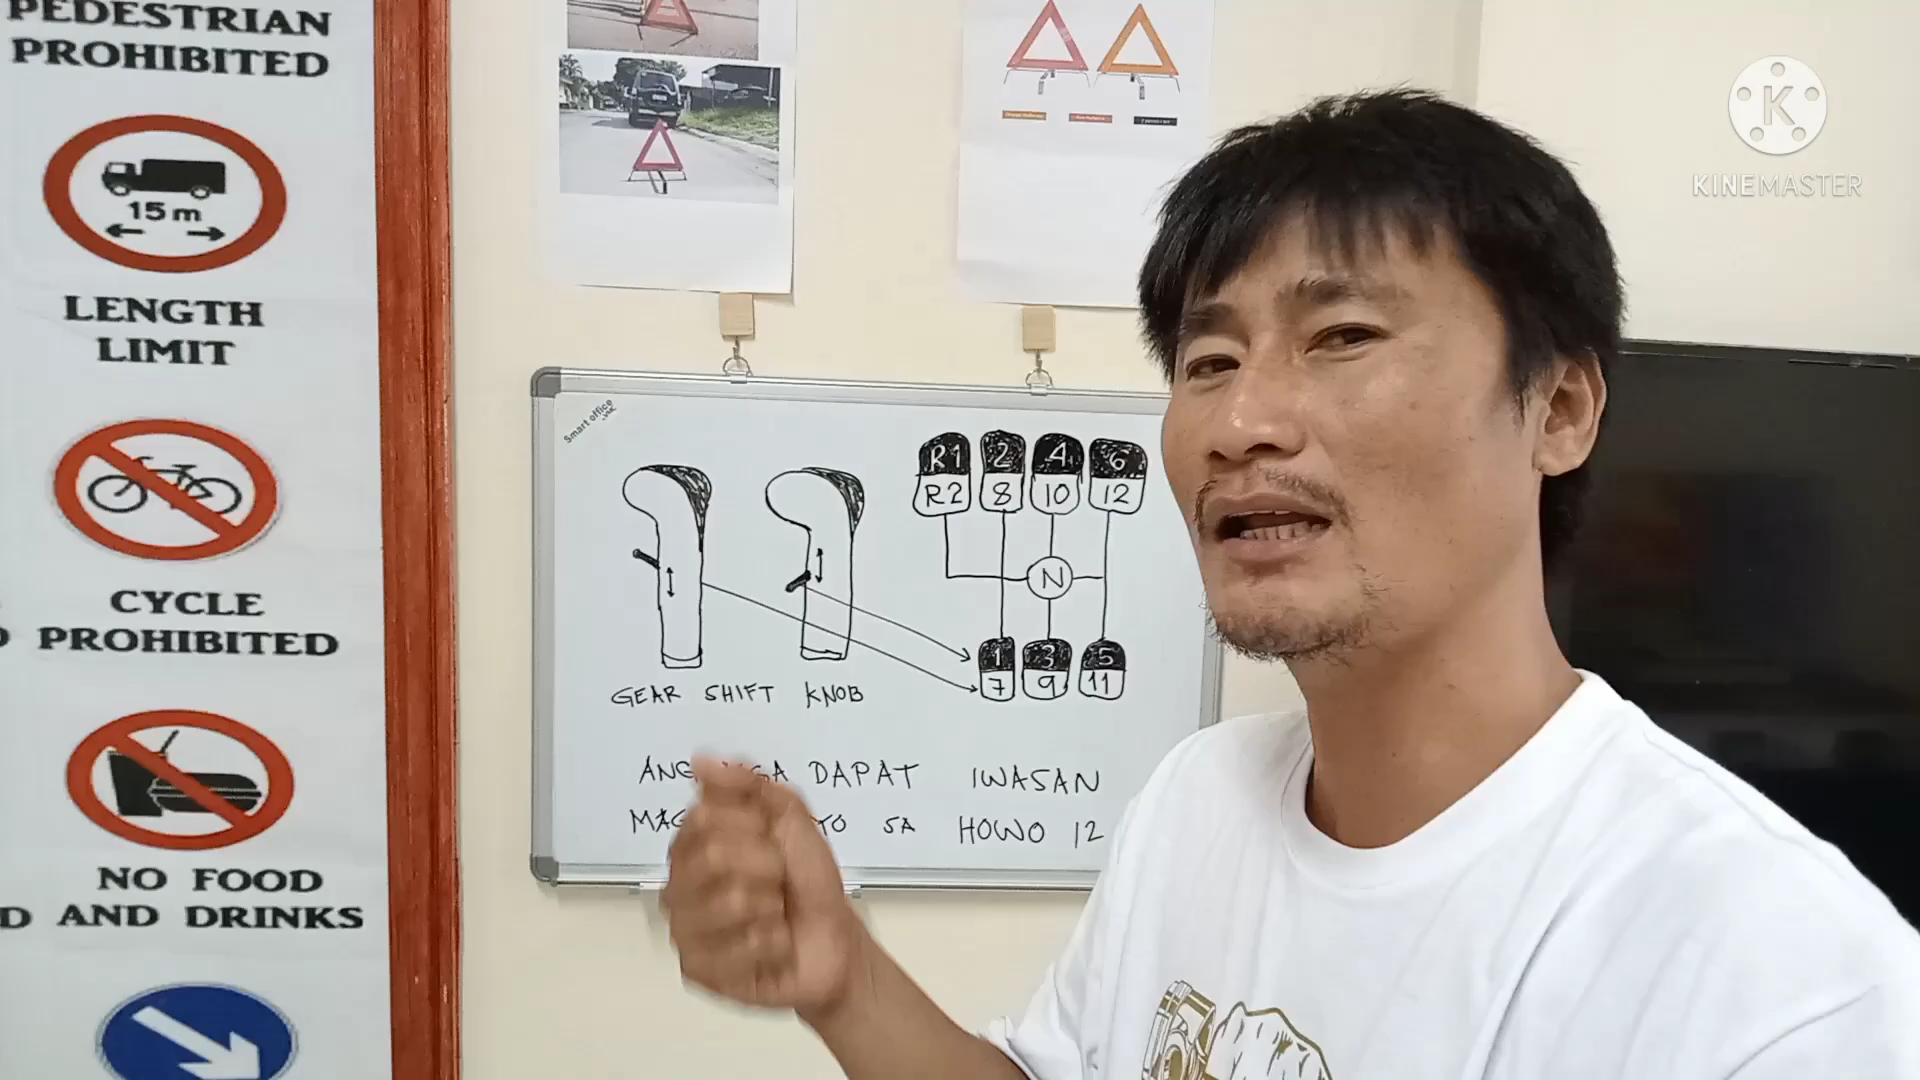 PEDESTRIAN
PROHIBITED
15 m
LENGTH
LIMIT
CYCLE
PROHIBITED
NO FOOD
D AND DRINKS
KINEMASTER
Smart office
R1 2 4 6
R2 8 10 12
N
1 3 5
7 9 11
GEAR SHIFT KNOB
DAPAT IWASAN
SA HOWO 12